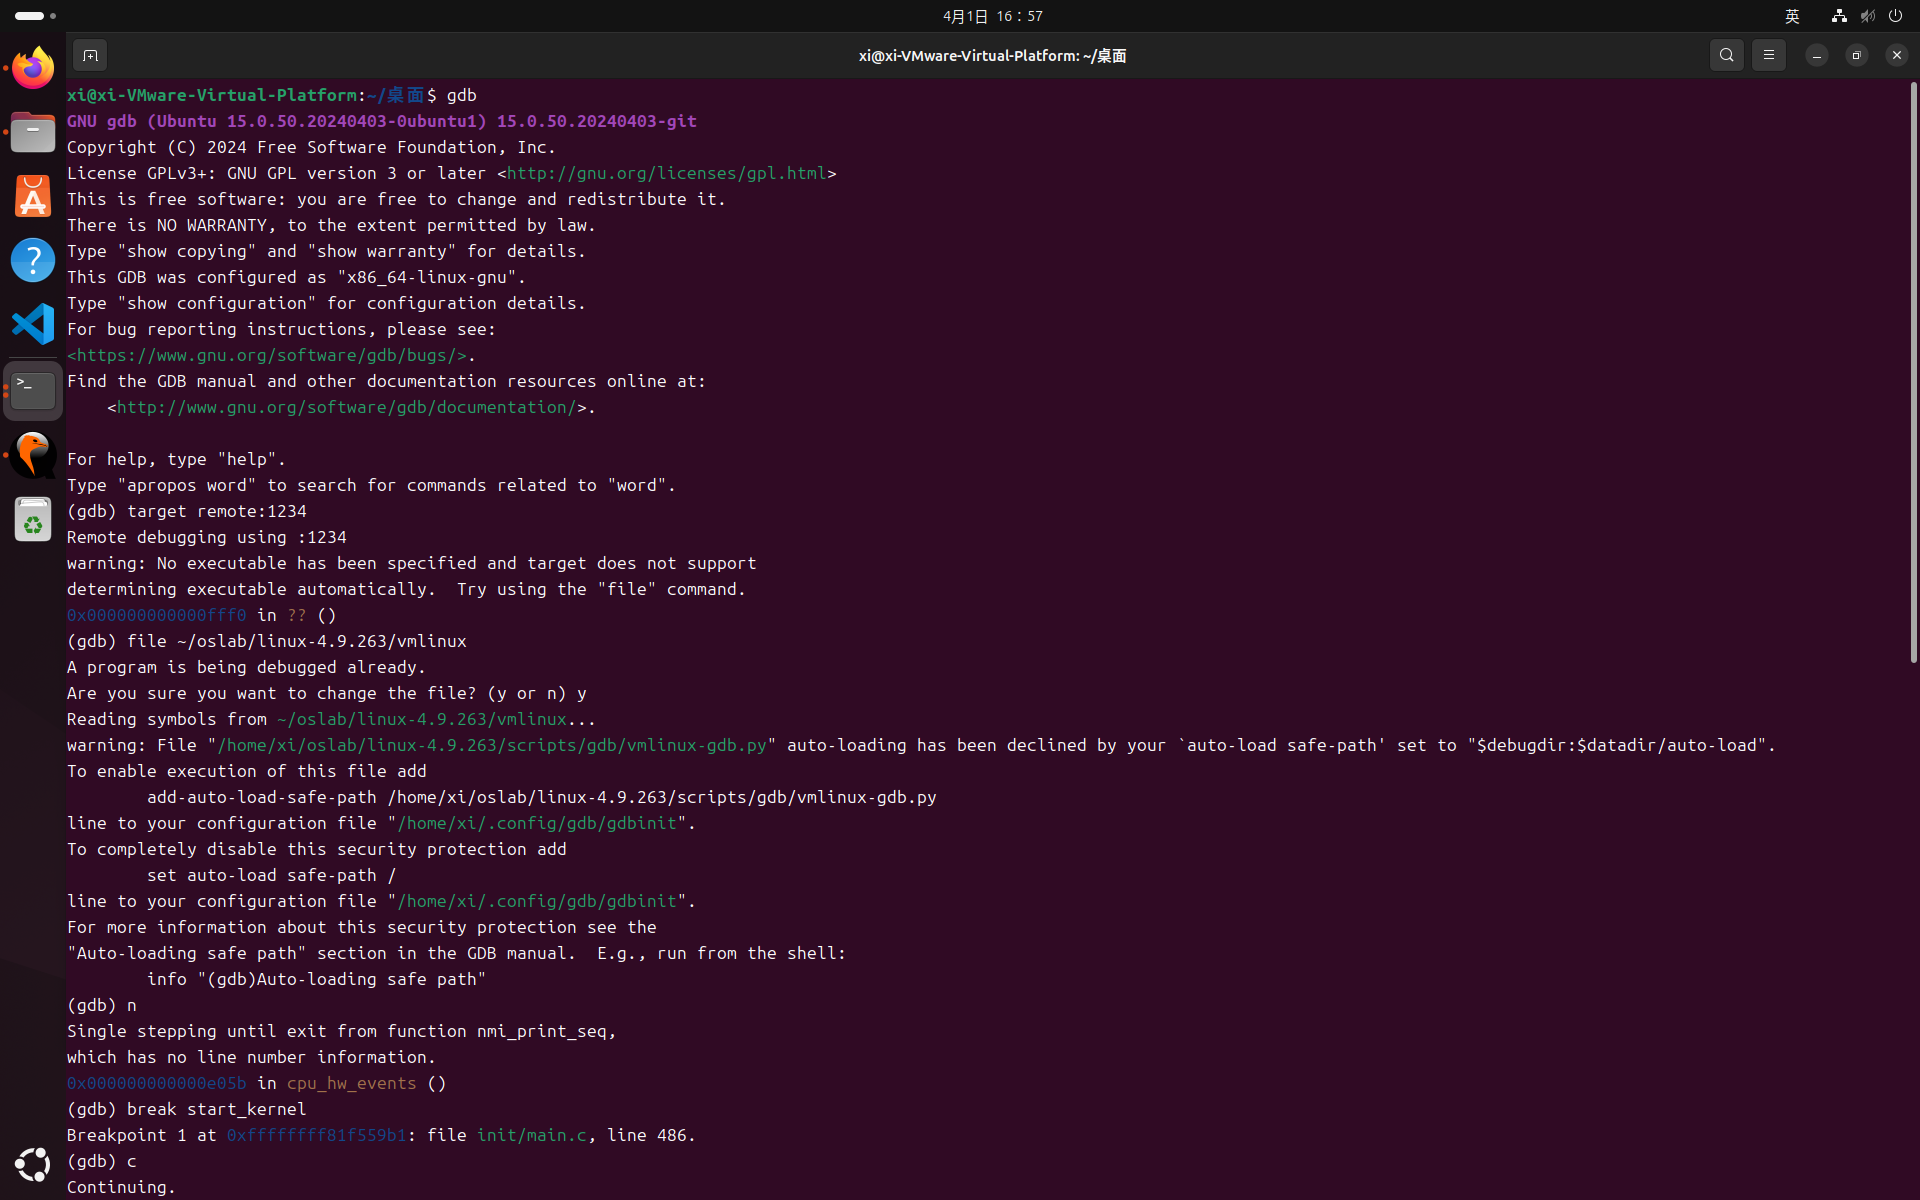 4月1日 16：57
英
xi@xi-VMware-Virtual-Platform: ~/桌面
xi@xi-VMware-Virtual-Platform:~/桌面$ gdb
GNU gdb (Ubuntu 15.0.50.20240403-0ubuntu1) 15.0.50.20240403-git
Copyright (C) 2024 Free Software Foundation, Inc.
License GPLv3+: GNU GPL version 3 or later <http://gnu.org/licenses/gpl.html>
This is free software: you are free to change and redistribute it.
There is NO WARRANTY, to the extent permitted by law.
Type "show copying" and "show warranty" for details.
This GDB was configured as "x86_64-linux-gnu".
Type "show configuration" for configuration details.
For bug reporting instructions, please see:
<https://www.gnu.org/software/gdb/bugs/>.
Find the GDB manual and other documentation resources online at:
    <http://www.gnu.org/software/gdb/documentation/>.
For help, type "help".
Type "apropos word" to search for commands related to "word".
(gdb) target remote:1234
Remote debugging using :1234
warning: No executable has been specified and target does not support
determining executable automatically.  Try using the "file" command.
0x000000000000fff0 in ?? ()
(gdb) file ~/oslab/linux-4.9.263/vmlinux
A program is being debugged already.
Are you sure you want to change the file? (y or n) y
Reading symbols from ~/oslab/linux-4.9.263/vmlinux...
warning: File "/home/xi/oslab/linux-4.9.263/scripts/gdb/vmlinux-gdb.py" auto-loading has been declined by your `auto-load safe-path' set to "$debugdir:$datadir/auto-load".
To enable execution of this file add
        add-auto-load-safe-path /home/xi/oslab/linux-4.9.263/scripts/gdb/vmlinux-gdb.py
line to your configuration file "/home/xi/.config/gdb/gdbinit".
To completely disable this security protection add
        set auto-load safe-path /
line to your configuration file "/home/xi/.config/gdb/gdbinit".
For more information about this security protection see the
"Auto-loading safe path" section in the GDB manual.  E.g., run from the shell:
        info "(gdb)Auto-loading safe path"
(gdb) n
Single stepping until exit from function nmi_print_seq,
which has no line number information.
0x000000000000e05b in cpu_hw_events ()
(gdb) break start_kernel
Breakpoint 1 at 0xffffffff81f559b1: file init/main.c, line 486.
(gdb) c
Continuing.